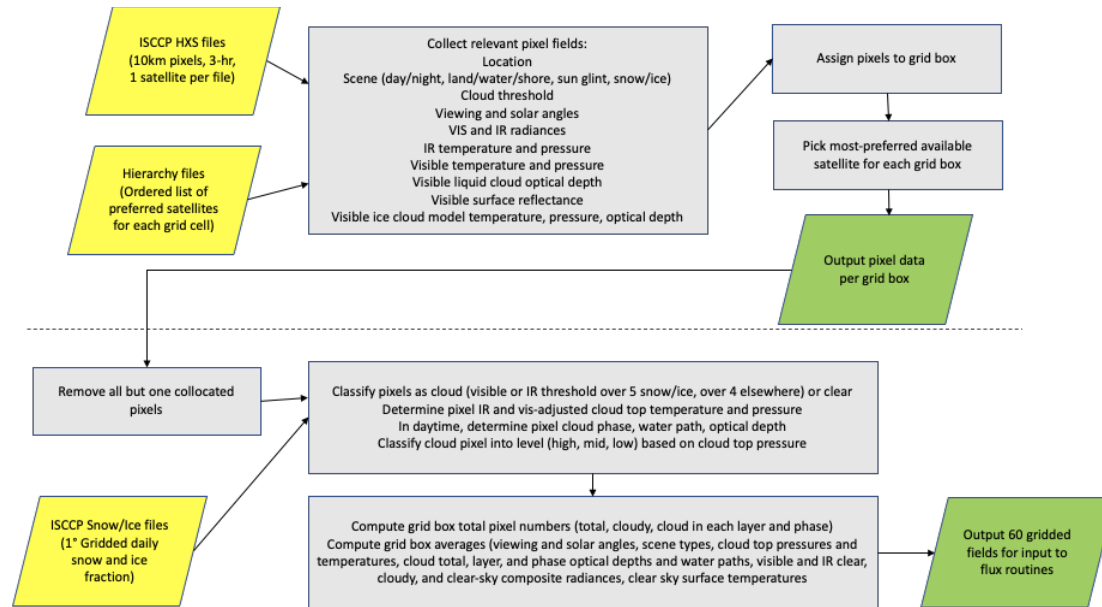 ISCCP HXS files
(10km pixels, 3-hr,
1 satellite per file)
Hierarchy files
(Ordered list of
preferred satellites
for each grid cell)
Collect relevant pixel fields:
Location
Scene (day/night, land/water/shore, sun glint, snow/ice)
Cloud threshold
Viewing and solar angles
VIS and IR radiances
IR temperature and pressure
Visible temperature and pressure
Visible liquid cloud optical depth
Visible surface reflectance
Visible ice cloud model temperature, pressure, optical depth
Assign pixels to grid box
Pick most-preferred available
satellite for each grid box
Output pixel data
per grid box
Remove all but one collocated
pixels
ISCCP Snow/Ice files
(1° Gridded daily
snow and ice
fraction)
Classify pixels as cloud (visible or IR threshold over 5 snow/ice, over 4 elsewhere) or clear
Determine pixel IR and vis-adjusted cloud top temperature and pressure
In daytime, determine pixel cloud phase, water path, optical depth
Classify cloud pixel into level (high, mid, low) based on cloud top pressure
Compute grid box total pixel numbers (total, cloudy, cloud in each layer and phase)
Compute grid box averages (viewing and solar angles, scene types, cloud top pressures and
temperatures, cloud total, layer, and phase optical depths and water paths, visible and IR clear,
cloudy, and clear-sky composite radiances, clear sky surface temperatures)
Output 60 gridded
fields for input to
flux routines